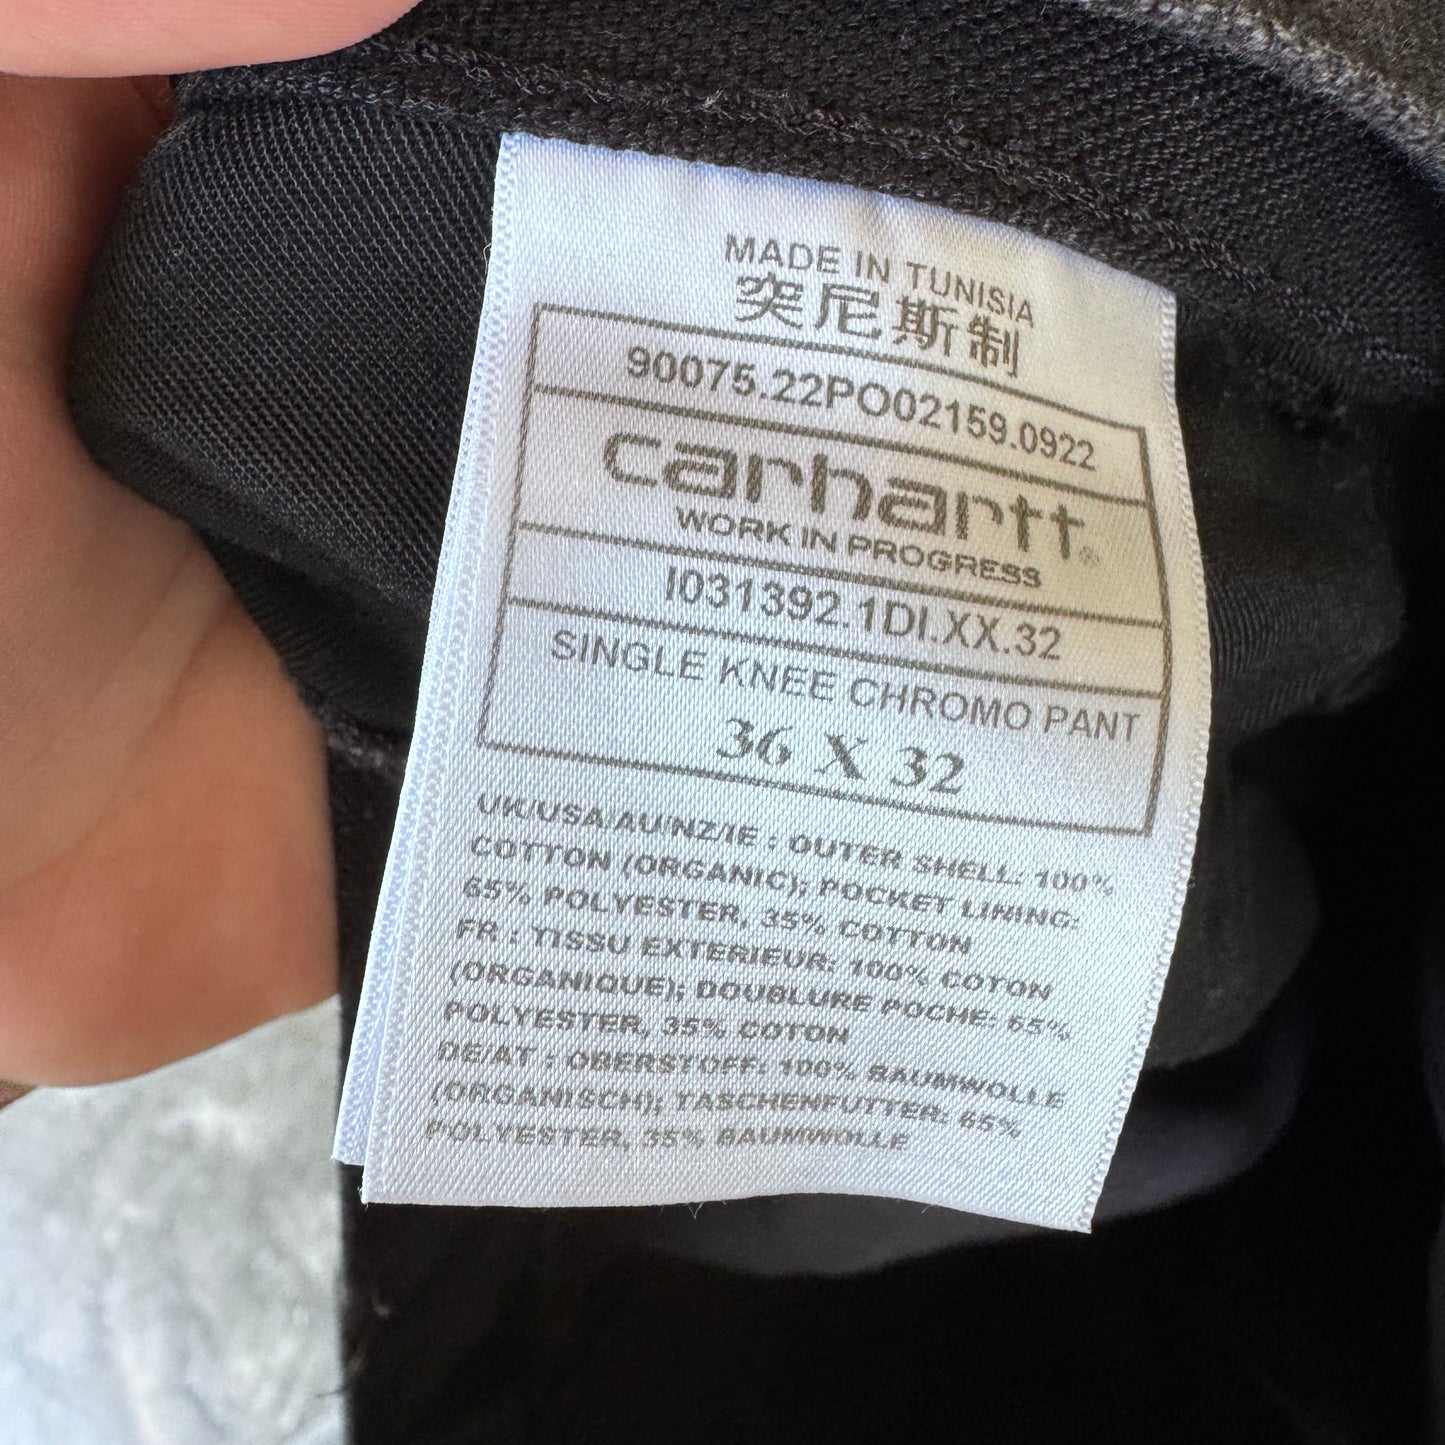 MADE IN TUNISIA
突尼斯制
90075.22PO02159.0922
carhartt®
WORK IN PROGRESS
I031392.1DI.XX.32
SINGLE KNEE CHROMO PANT
36 X 32
UK/USA/AU/NZ/IE : OUTER SHELL: 100%
COTTON (ORGANIC); POCKET LINING:
65% POLYESTER, 35% COTTON
FR : TISSU EXTERIEUR: 100% COTON
(ORGANIQUE); DOUBLURE POCHE: 65%
POLYESTER, 35% COTON
DE/AT : OBERSTOFF: 100% BAUMWOLLE
(ORGANISCH); TASCHENFUTTER: 65%
POLYESTER, 35% BAUMWOLLE